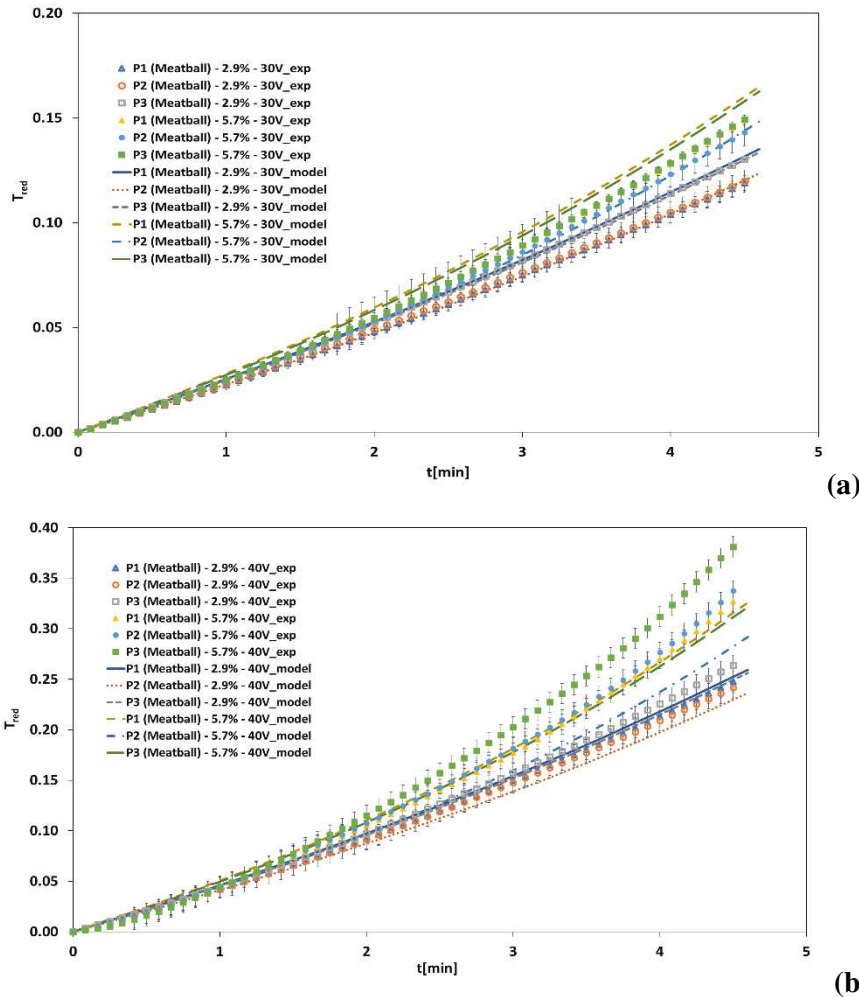 0.20
P1 (Meatball) - 2.9% - 30V_exp
P2 (Meatball) - 2.9% - 30V_exp
P3 (Meatball) - 2.9% - 30V_exp
0.15
P1 (Meatball) - 5.7% - 30V_exp
P2 (Meatball) - 5.7% - 30V_exp
P3 (Meatball) - 5.7% - 30V_exp
P1 (Meatball) - 2.9% - 30V_model
P2 (Meatball) - 2.9% - 30V_model
P3 (Meatball) - 2.9% - 30V_model
0.10
P1 (Meatball) - 5.7% - 30V_model
P2 (Meatball) - 5.7% - 30V_model
P3 (Meatball) - 5.7% - 30V_model
Tred
0.05
0.00
0 1 2 3 4 5
t[min]
(a)
0.40
P1 (Meatball) - 2.9% - 40V_exp
P2 (Meatball) - 2.9% - 40V_exp
0.35
P3 (Meatball) - 2.9% - 40V_exp
P1 (Meatball) - 5.7% - 40V_exp
P2 (Meatball) - 5.7% - 40V_exp
0.30
P3 (Meatball) - 5.7% - 40V_exp
P1 (Meatball) - 2.9% - 40V_model
P2 (Meatball) - 2.9% - 40V_model
0.25
P3 (Meatball) - 2.9% - 40V_model
P1 (Meatball) - 5.7% - 40V_model
P2 (Meatball) - 5.7% - 40V_model
P3 (Meatball) - 5.7% - 40V_model
Tred
0.20
0.15
0.10
0.05
0.00
0 1 2 3 4 5
t[min]
(b